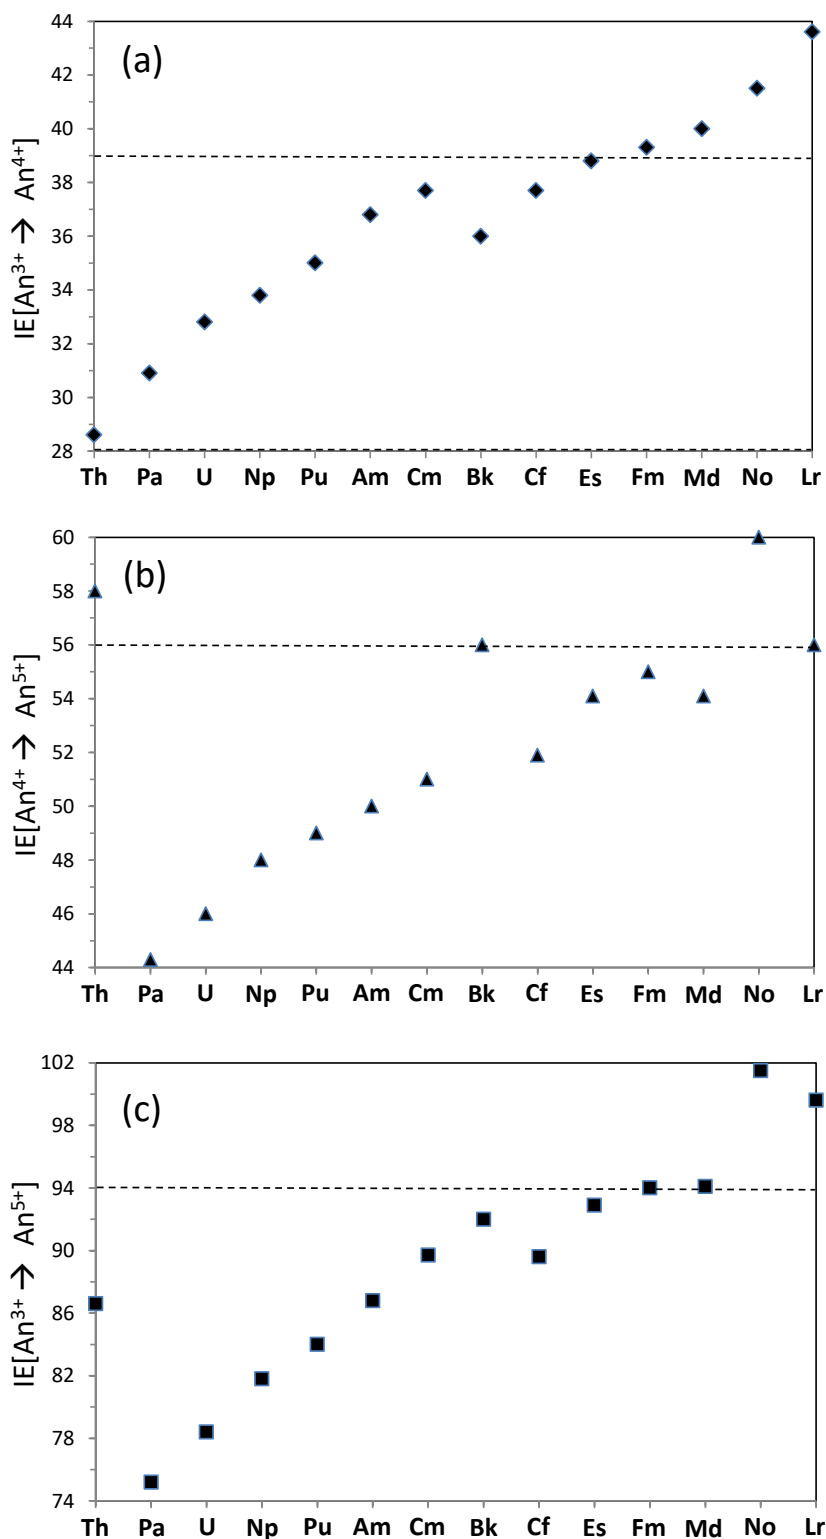 (a)
IE[An3+ → An4+]
44
42
40
38
36
34
32
30
28
Th Pa U Np Pu Am Cm Bk Cf Es Fm Md No Lr
(b)
IE[An4+ → An5+]
60
58
56
54
52
50
48
46
44
Th Pa U Np Pu Am Cm Bk Cf Es Fm Md No Lr
(c)
IE[An3+ → An5+]
102
98
94
90
86
82
78
74
Th Pa U Np Pu Am Cm Bk Cf Es Fm Md No Lr